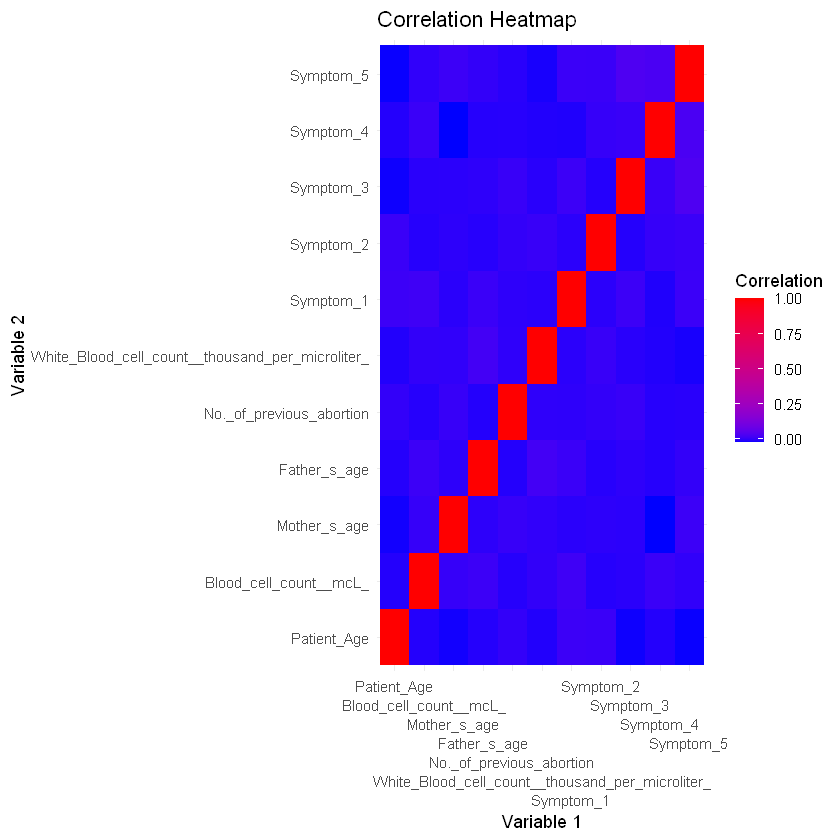 Correlation Heatmap
Variable 2
Symptom_5
Symptom_4
Symptom_3
Symptom_2
Symptom_1
White_Blood_cell_count__thousand_per_microliter_
No._of_previous_abortion
Father_s_age
Mother_s_age
Blood_cell_count__mcL_
Patient_Age
Patient_Age Symptom_2
Blood_cell_count__mcL_ Symptom_3
Mother_s_age Symptom_4
Father_s_age Symptom_5
No._of_previous_abortion
White_Blood_cell_count__thousand_per_microliter_
Symptom_1
Variable 1
Correlation
1.00
0.75
0.50
0.25
0.00